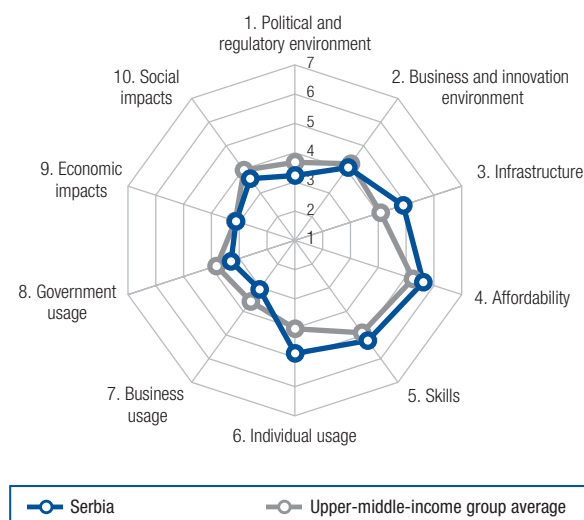 1. Political and
regulatory environment
7
6
5
4
3
2
1
2. Business and innovation
environment
3. Infrastructure
4. Affordability
5. Skills
6. Individual usage
7. Business
usage
8. Government
usage
9. Economic
impacts
10. Social
impacts
Serbia
Upper-middle-income group average